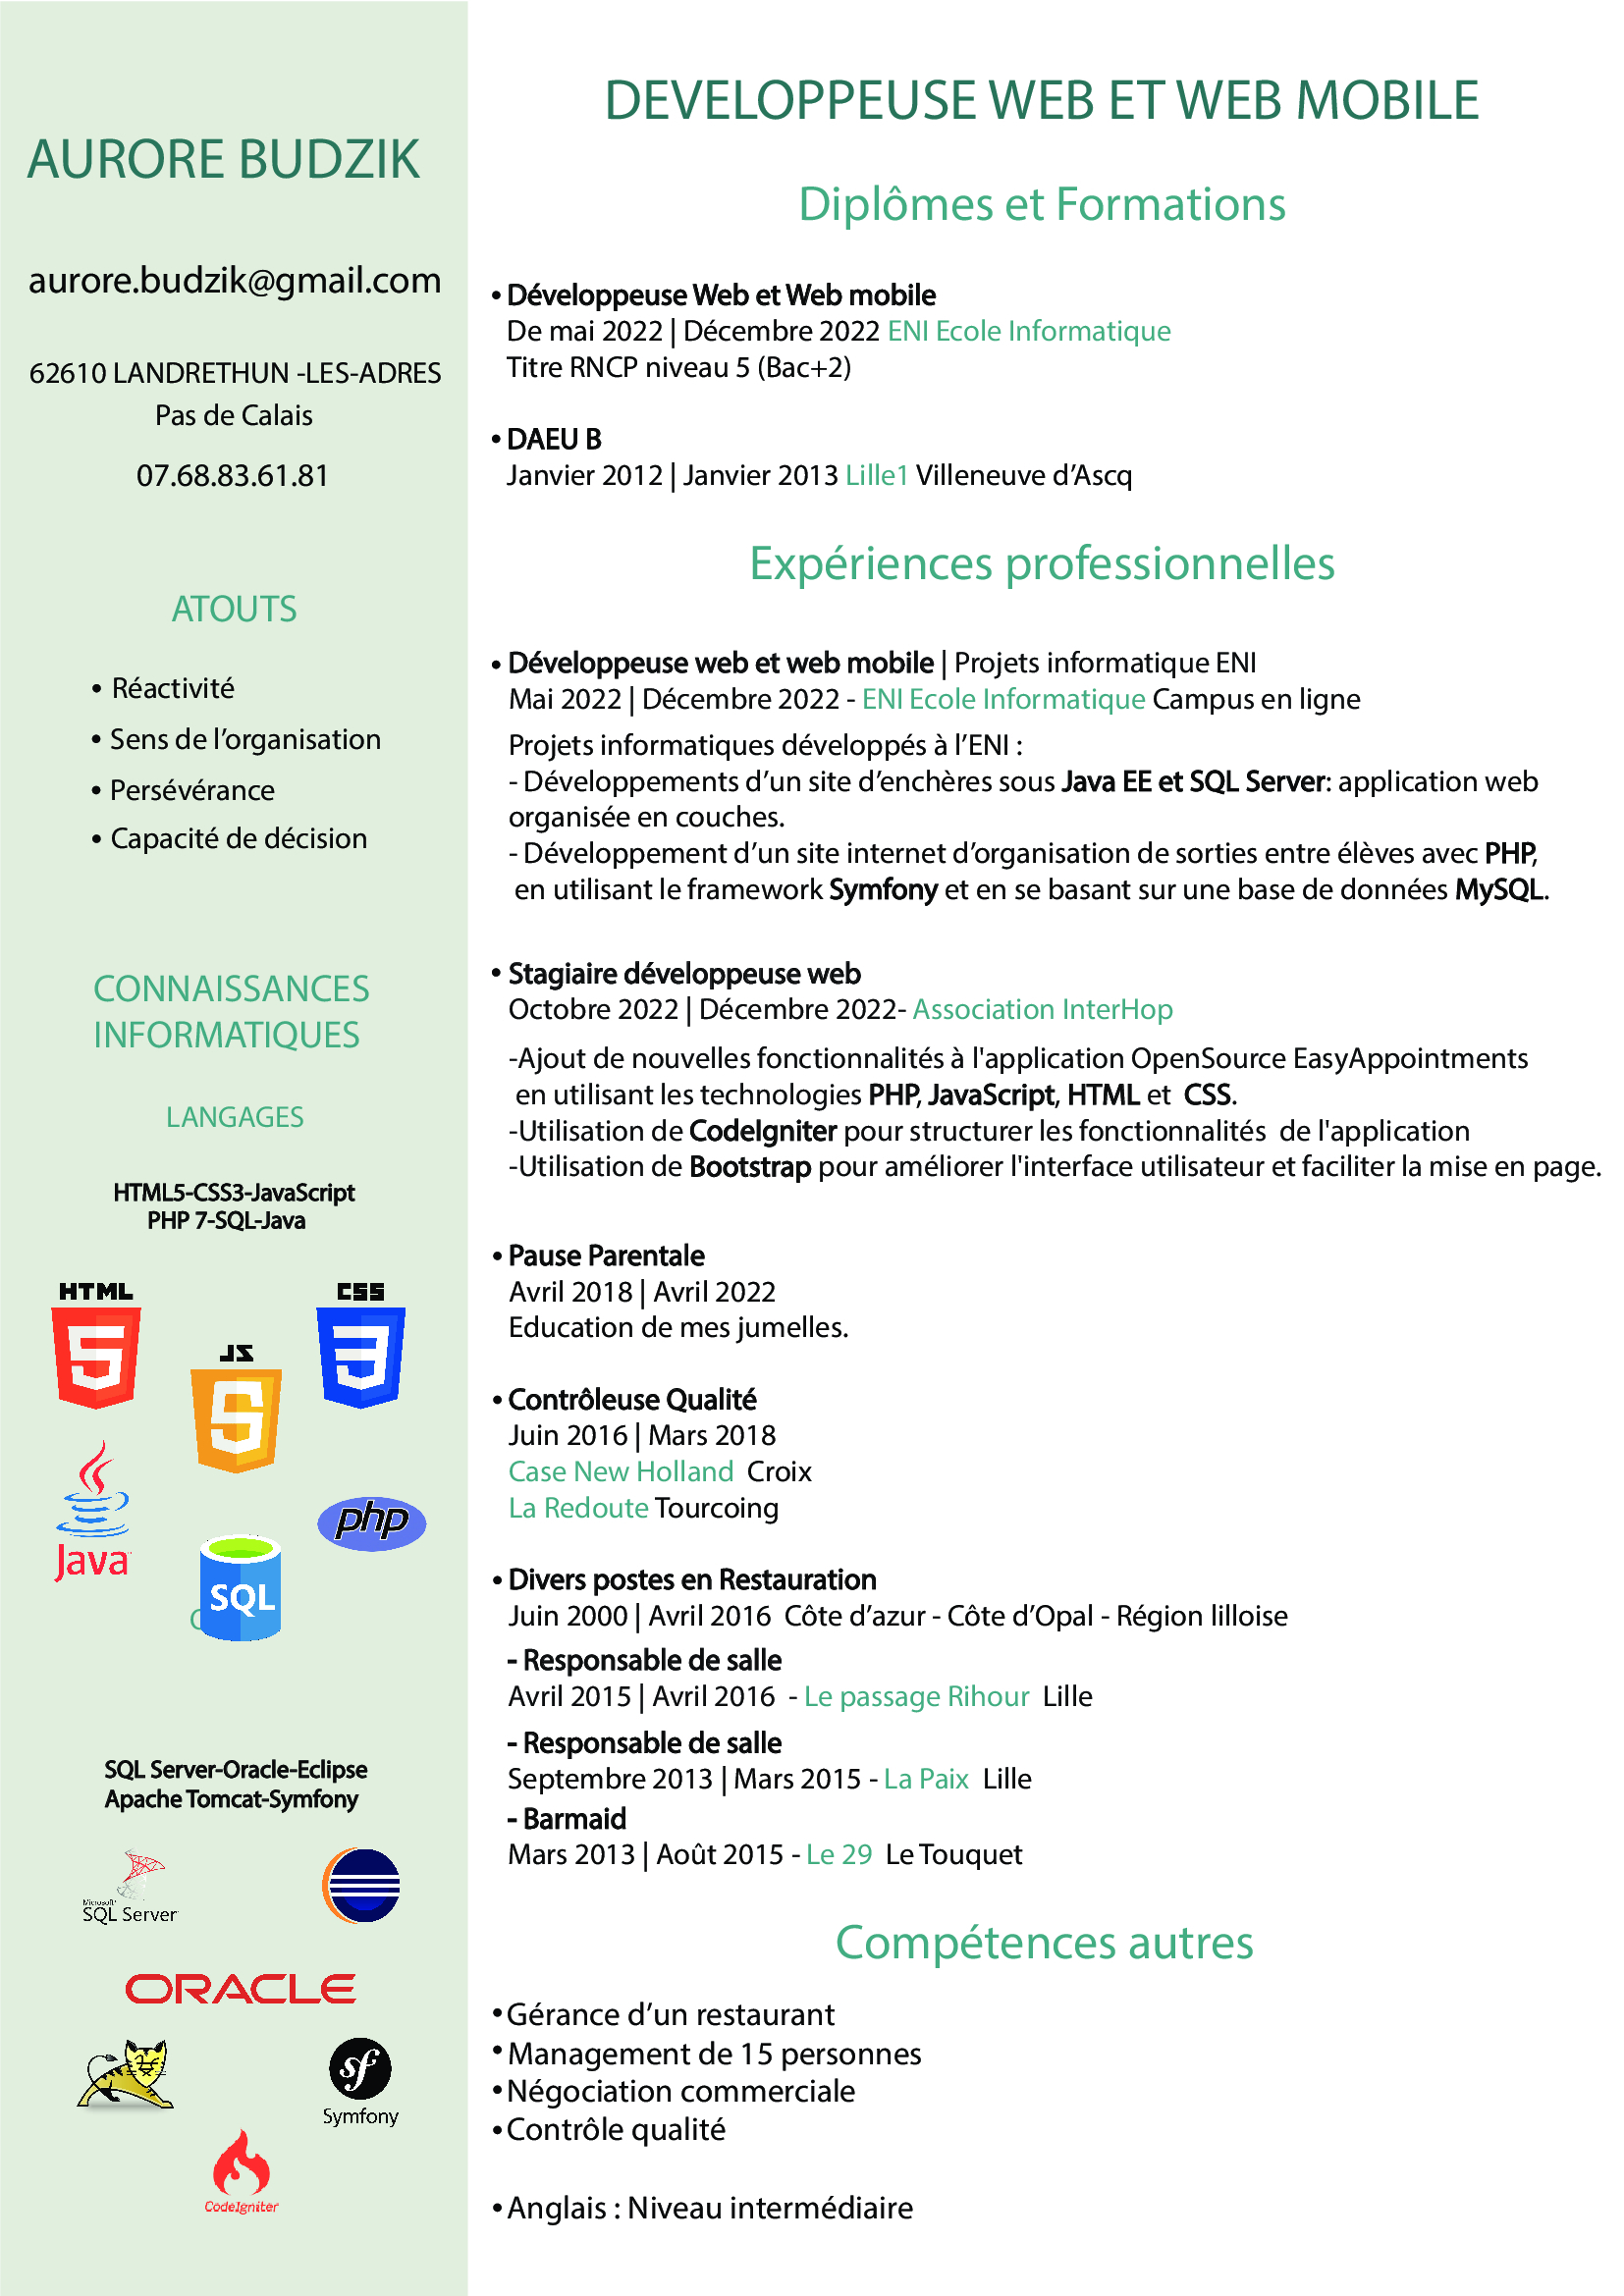 AURORE BUDZIK
aurore.budzik@gmail.com
62610 LANDRETHUN -LES-ADRES
Pas de Calais
07.68.83.61.81
ATOUTS
• Réactivité
• Sens de l’organisation
• Persévérance
• Capacité de décision
CONNAISSANCES
INFORMATIQUES
LANGAGES
HTML5-CSS3-JavaScript
PHP 7-SQL-Java
HTML
CSS
JS
Java
php
SQL
SQL Server-Oracle-Eclipse
Apache Tomcat-Symfony
Microsoft
SQL Server
ORACLE
sf
Symfony
CodeIgniter
DEVELOPPEUSE WEB ET WEB MOBILE
Diplômes et Formations
• Développeuse Web et Web mobile
De mai 2022 | Décembre 2022 ENI Ecole Informatique
Titre RNCP niveau 5 (Bac+2)
• DAEU B
Janvier 2012 | Janvier 2013 Lille1 Villeneuve d’Ascq
Expériences professionnelles
• Développeuse web et web mobile | Projets informatique ENI
Mai 2022 | Décembre 2022 - ENI Ecole Informatique Campus en ligne
Projets informatiques développés à l’ENI :
- Développements d’un site d’enchères sous Java EE et SQL Server: application web
organisée en couches.
- Développement d’un site internet d’organisation de sorties entre élèves avec PHP,
en utilisant le framework Symfony et en se basant sur une base de données MySQL.
• Stagiaire développeuse web
Octobre 2022 | Décembre 2022- Association InterHop
-Ajout de nouvelles fonctionnalités à l'application OpenSource EasyAppointments
en utilisant les technologies PHP, JavaScript, HTML et CSS.
-Utilisation de CodeIgniter pour structurer les fonctionnalités de l'application
-Utilisation de Bootstrap pour améliorer l'interface utilisateur et faciliter la mise en page.
• Pause Parentale
Avril 2018 | Avril 2022
Education de mes jumelles.
• Contrôleuse Qualité
Juin 2016 | Mars 2018
Case New Holland Croix
La Redoute Tourcoing
• Divers postes en Restauration
Juin 2000 | Avril 2016 Côte d’azur - Côte d’Opal - Région lilloise
- Responsable de salle
Avril 2015 | Avril 2016 - Le passage Rihour Lille
- Responsable de salle
Septembre 2013 | Mars 2015 - La Paix Lille
- Barmaid
Mars 2013 | Août 2015 - Le 29 Le Touquet
Compétences autres
• Gérance d’un restaurant
• Management de 15 personnes
• Négociation commerciale
• Contrôle qualité
• Anglais : Niveau intermédiaire